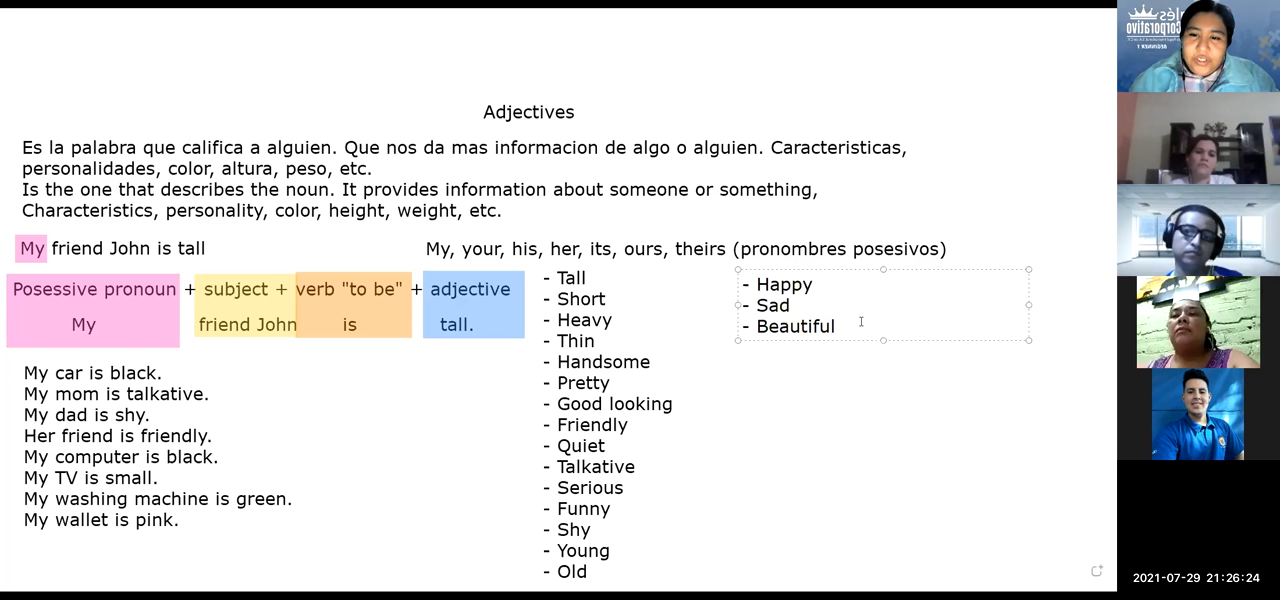 Adjectives
Es la palabra que califica a alguien. Que nos da mas informacion de algo o alguien. Caracteristicas,
personalidades, color, altura, peso, etc.
Is the one that describes the noun. It provides information about someone or something,
Characteristics, personality, color, height, weight, etc.
My friend John is tall
My, your, his, her, its, ours, theirs (pronombres posesivos)
Posessive pronoun + subject + verb "to be" + adjective
My friend John is tall.
My car is black.
My mom is talkative.
My dad is shy.
Her friend is friendly.
My computer is black.
My TV is small.
My washing machine is green.
My wallet is pink.
- Tall
- Short
- Heavy
- Thin
- Handsome
- Pretty
- Good looking
- Friendly
- Quiet
- Talkative
- Serious
- Funny
- Shy
- Young
- Old
- Happy
- Sad
- Beautiful
2021-07-29 21:26:24